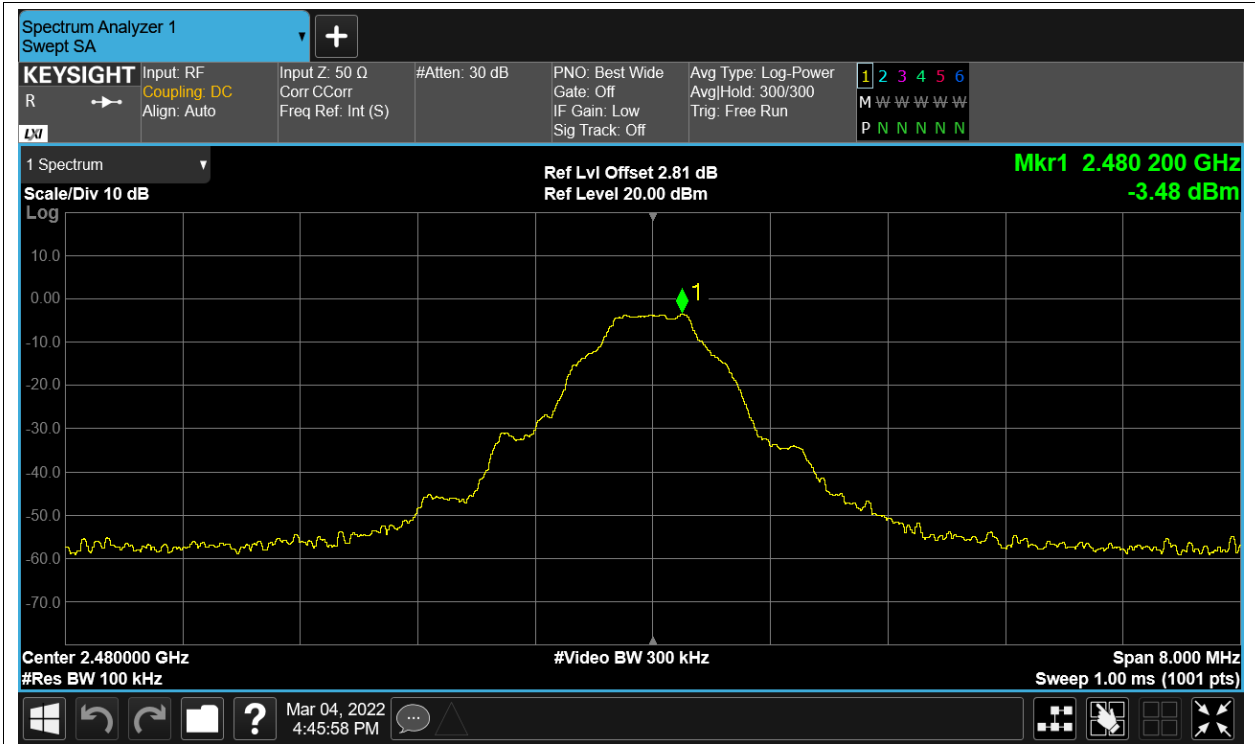 Spectrum Analyzer 1
Swept SA
KEYSIGHT
R
LXI
Input: RF
Coupling: DC
Align: Auto
Input Z: 50 Ω
Corr CCorr
Freq Ref: Int (S)
#Atten: 30 dB
PNO: Best Wide
Gate: Off
IF Gain: Low
Sig Track: Off
Avg Type: Log-Power
Avg|Hold: 300/300
Trig: Free Run
1 2 3 4 5 6
M W W W W W
P N N N N N
1 Spectrum
Scale/Div 10 dB
Ref Lvl Offset 2.81 dB
Ref Level 20.00 dBm
Mkr1 2.480 200 GHz
-3.48 dBm
Log
10.0
0.00
-10.0
-20.0
-30.0
-40.0
-50.0
-60.0
-70.0
1
Center 2.480000 GHz
#Res BW 100 kHz
#Video BW 300 kHz
Span 8.000 MHz
Sweep 1.00 ms (1001 pts)
?
Mar 04, 2022
4:45:58 PM